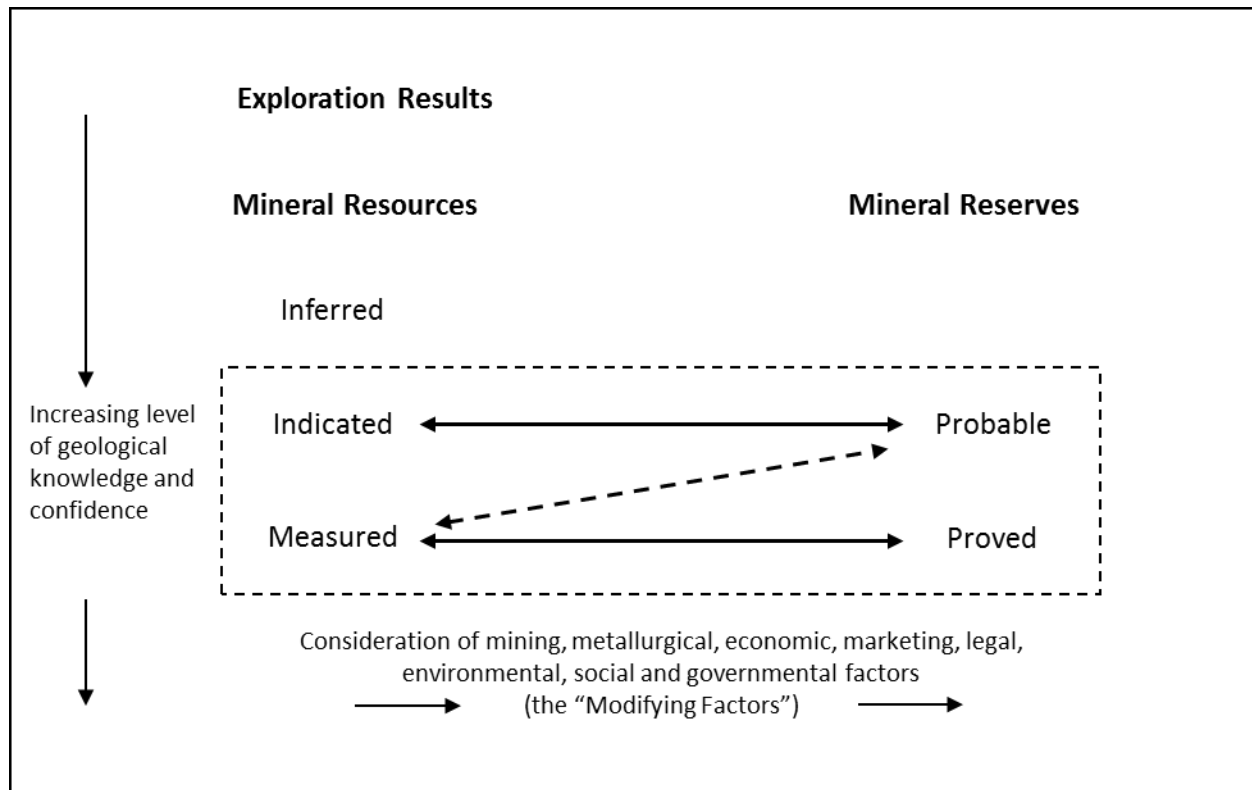 Exploration Results
Mineral Resources
Mineral Reserves
Inferred
Increasing level
of geological
knowledge and
confidence
Indicated
Probable
Measured
Proved
Consideration of mining, metallurgical, economic, marketing, legal,
environmental, social and governmental factors
(the “Modifying Factors”)